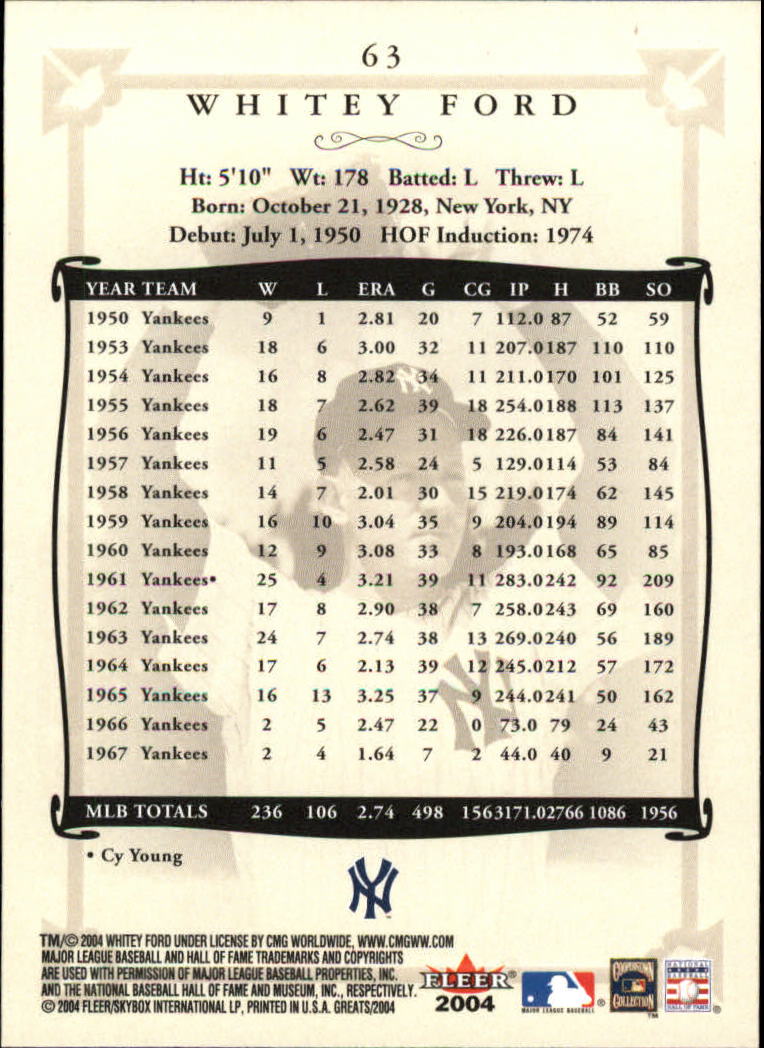 63
WHITEY FORD
Ht: 5'10" Wt: 178 Batted: L Threw: L
Born: October 21, 1928, New York, NY
Debut: July 1, 1950 HOF Induction: 1974
YEAR TEAM W L ERA G CG IP H BB SO
1950 Yankees 9 1 2.81 20 7 112.0 87 52 59
1953 Yankees 18 6 3.00 32 11 207.0 187 110 110
1954 Yankees 16 8 2.82 34 11 211.0 170 101 125
1955 Yankees 18 7 2.62 39 18 254.0 188 113 137
1956 Yankees 19 6 2.47 31 18 226.0 187 84 141
1957 Yankees 11 5 2.58 24 5 129.0 114 53 84
1958 Yankees 14 7 2.01 30 15 219.0 174 62 145
1959 Yankees 16 10 3.04 35 9 204.0 194 89 114
1960 Yankees 12 9 3.08 33 8 193.0 168 65 85
1961 Yankees• 25 4 3.21 39 11 283.0 242 92 209
1962 Yankees 17 8 2.90 38 7 258.0 243 69 160
1963 Yankees 24 7 2.74 38 13 269.0 240 56 189
1964 Yankees 17 6 2.13 39 12 245.0 212 57 172
1965 Yankees 16 13 3.25 37 9 244.0 241 50 162
1966 Yankees 2 5 2.47 22 0 73.0 79 24 43
1967 Yankees 2 4 1.64 7 2 44.0 40 9 21
MLB TOTALS 236 106 2.74 498 156 3171.0 2766 1086 1956
• Cy Young
NY
TM/© 2004 WHITEY FORD UNDER LICENSE BY CMG WORLDWIDE, WWW.CMGWW.COM
MAJOR LEAGUE BASEBALL AND HALL OF FAME TRADEMARKS AND COPYRIGHTS
ARE USED WITH PERMISSION OF MAJOR LEAGUE BASEBALL PROPERTIES, INC.
AND THE NATIONAL BASEBALL HALL OF FAME AND MUSEUM, INC., RESPECTIVELY.
© 2004 FLEER/SKYBOX INTERNATIONAL LP, PRINTED IN U.S.A. GREATS/2004
FLEER®
2004
MAJOR LEAGUE BASEBALL ®
COOPERSTOWN
COLLECTION
TM
NATIONAL
BASEBALL
HALL OF FAME
®